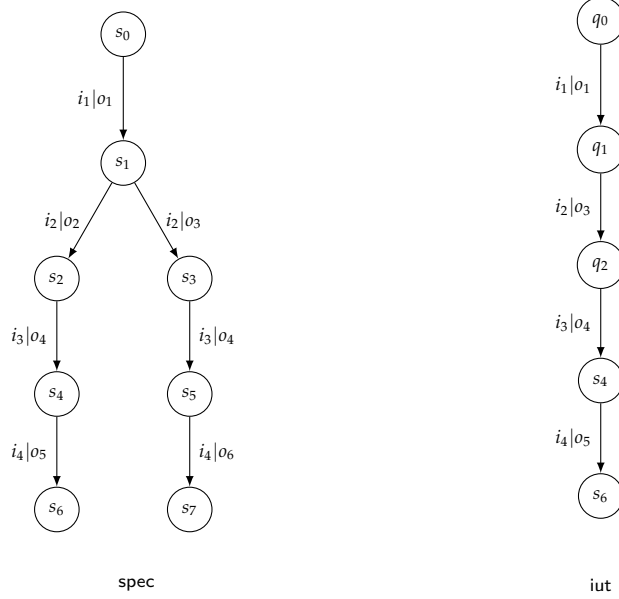 s₀
i₁|o₁
s₁
i₂|o₂ i₂|o₃
s₂ s₃
i₃|o₄ i₃|o₄
s₄ s₅
i₄|o₅ i₄|o₆
s₆ s₇
spec
q₀
i₁|o₁
q₁
i₂|o₃
q₂
i₃|o₄
s₄
i₄|o₅
s₆
iut